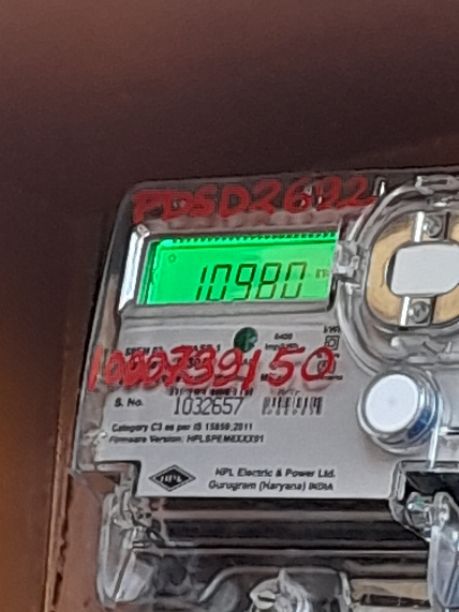 PDSD2692
10980
1000739150
S. No. 1032657
Category C3 as per IS 15959:2011
Firmware Version: HPLSPEMEXXX01
HPL
HPL Electric & Power Ltd.
Gurugram (Haryana) INDIA